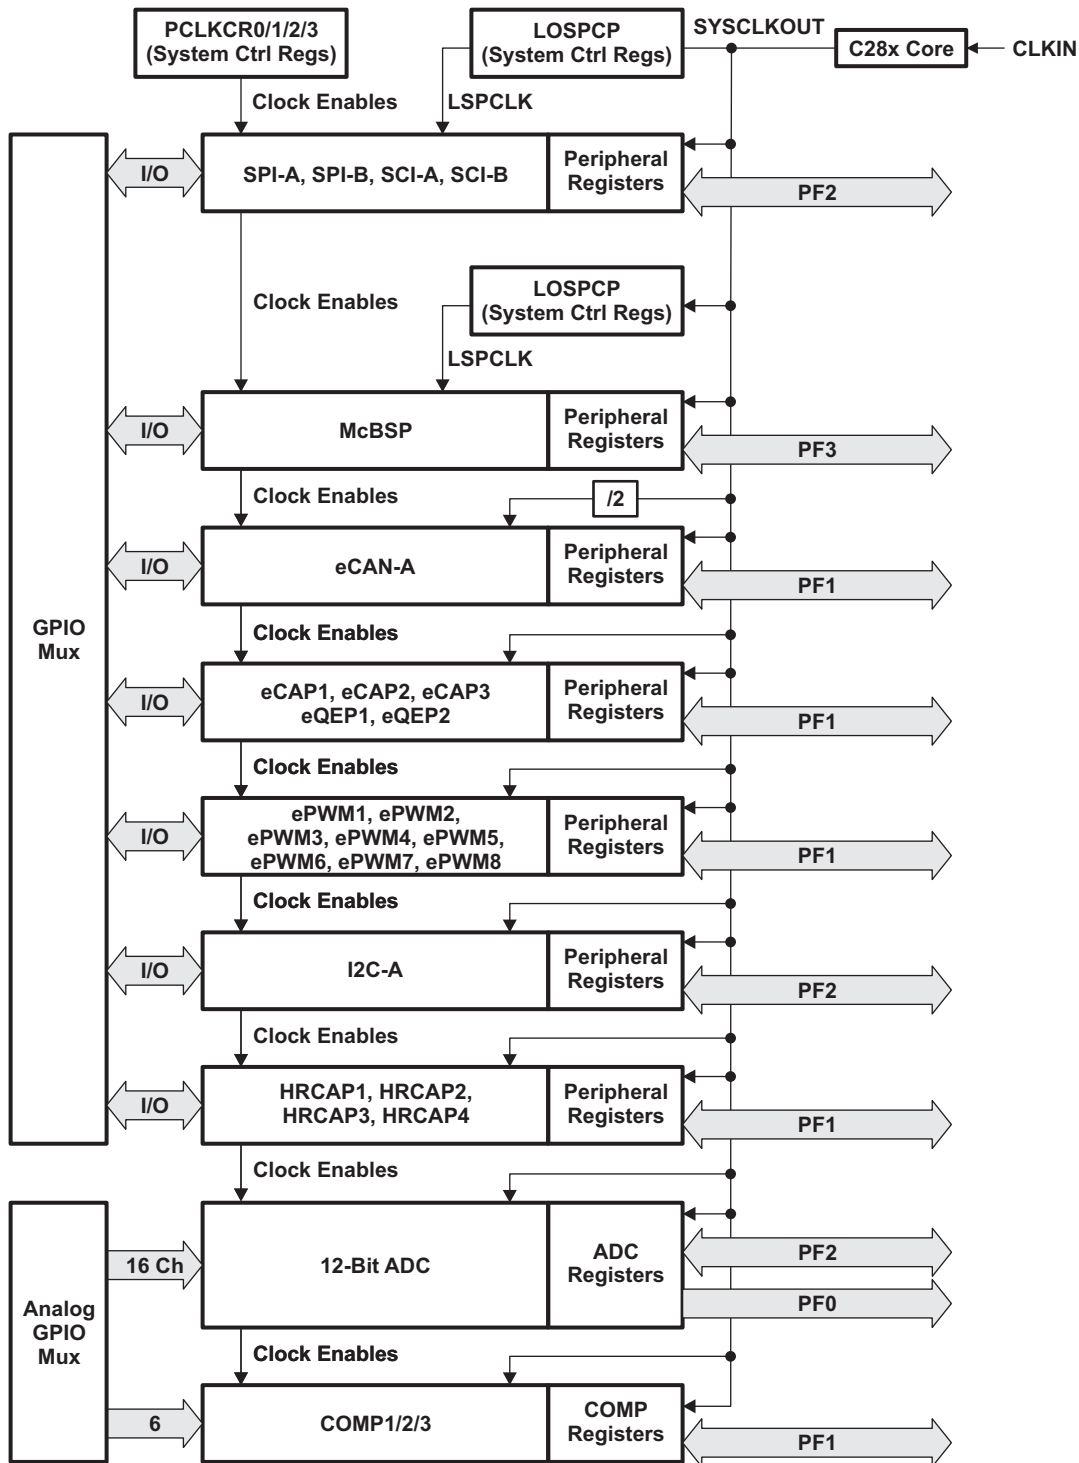 PCLKCR0/1/2/3
(System Ctrl Regs)
LOSPCP
(System Ctrl Regs)
SYSCLKOUT
C28x Core
CLKIN
Clock Enables
LSPCLK
I/O
SPI-A, SPI-B, SCI-A, SCI-B
Peripheral
Registers
PF2
Clock Enables
LOSPCP
(System Ctrl Regs)
LSPCLK
I/O
McBSP
Peripheral
Registers
PF3
Clock Enables
/2
I/O
eCAN-A
Peripheral
Registers
PF1
GPIO
Mux
Clock Enables
I/O
eCAP1, eCAP2, eCAP3
eQEP1, eQEP2
Peripheral
Registers
PF1
Clock Enables
I/O
ePWM1, ePWM2,
ePWM3, ePWM4, ePWM5,
ePWM6, ePWM7, ePWM8
Peripheral
Registers
PF1
Clock Enables
I/O
I2C-A
Peripheral
Registers
PF2
Clock Enables
I/O
HRCAP1, HRCAP2,
HRCAP3, HRCAP4
Peripheral
Registers
PF1
Clock Enables
16 Ch
12-Bit ADC
ADC
Registers
PF2
PF0
Analog
GPIO
Mux
Clock Enables
6
COMP1/2/3
COMP
Registers
PF1